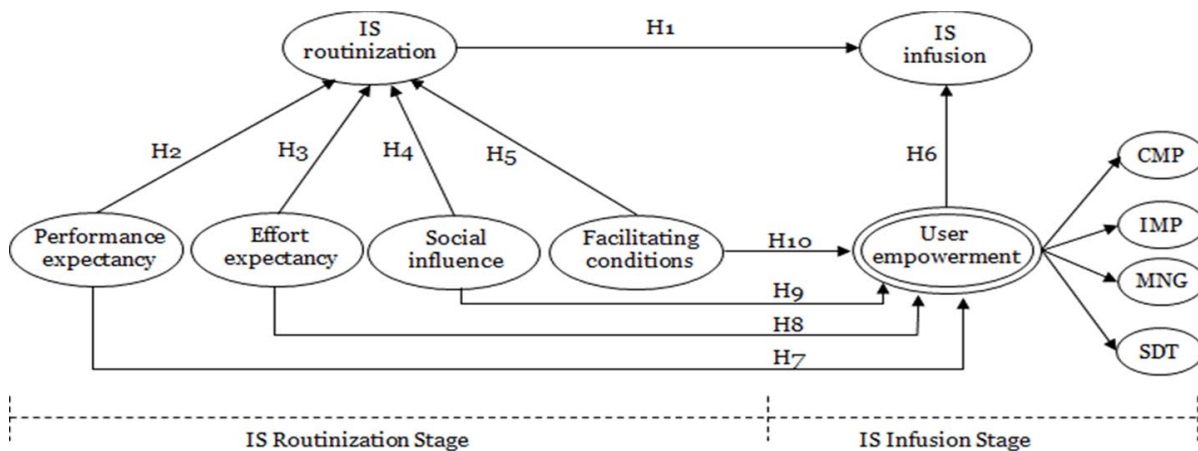 IS
routinization
H1
IS
infusion
H2
H3
H4
H5
H6
CMP
IMP
MNG
SDT
Performance
expectancy
Effort
expectancy
Social
influence
Facilitating
conditions
H10
User
empowerment
H9
H8
H7
IS Routinization Stage
IS Infusion Stage